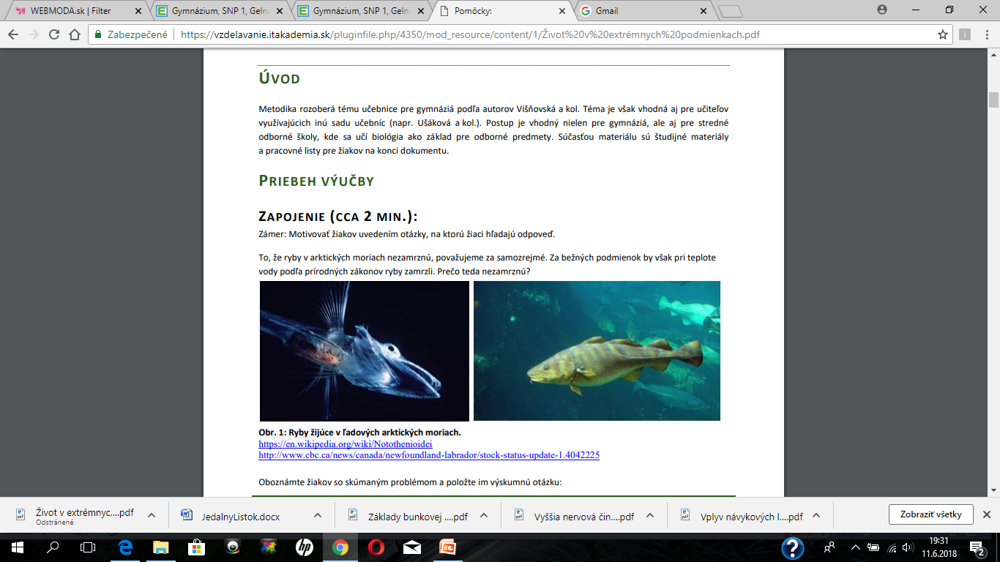 WEBMODA.sk | Filter
Gymnázium, SNP 1, Gelni
Gymnázium, SNP 1, Gelni
Pomôcky:
Gmail
Zabezpečené
https://vzdelavanie.itakademia.sk/pluginfile.php/4350/mod_resource/content/1/Život%20v%20extrémnych%20podmienkach.pdf
ÚVOD
Metodika rozoberá tému učebnice pre gymnáziá podľa autorov Višňovská a kol. Téma je však vhodná aj pre učiteľov
využívajúcich inú sadu učebníc (napr. Ušáková a kol.). Postup je vhodný nielen pre gymnáziá, ale aj pre stredné
odborné školy, kde sa učí biológia ako základ pre odborné predmety. Súčasťou materiálu sú študijné materiály
a pracovné listy pre žiakov na konci dokumentu.
PRIEBEH VÝUČBY
ZAPOJENIE (CCA 2 MIN.):
Zámer: Motivovať žiakov uvedením otázky, na ktorú žiaci hľadajú odpoveď.
To, že ryby v arktických moriach nezamrznú, považujeme za samozrejmé. Za bežných podmienok by však pri teplote
vody podľa prírodných zákonov ryby zamrzli. Prečo teda nezamrznú?
Obr. 1: Ryby žijúce v ľadových arktických moriach.
https://en.wikipedia.org/wiki/Notothenioidei
http://www.cbc.ca/news/canada/newfoundland-labrador/stock-status-update-1.4042225
Oboznámte žiakov so skúmaným problémom a položte im výskumnú otázku:
Život v extrémnyc....pdf
Odstránené
JedalnyListok.docx
Základy bunkovej ....pdf
Vyššia nervová čin....pdf
Vplyv návykových l....pdf
Zobraziť všetky
hp
19:31
11.6.2018
2